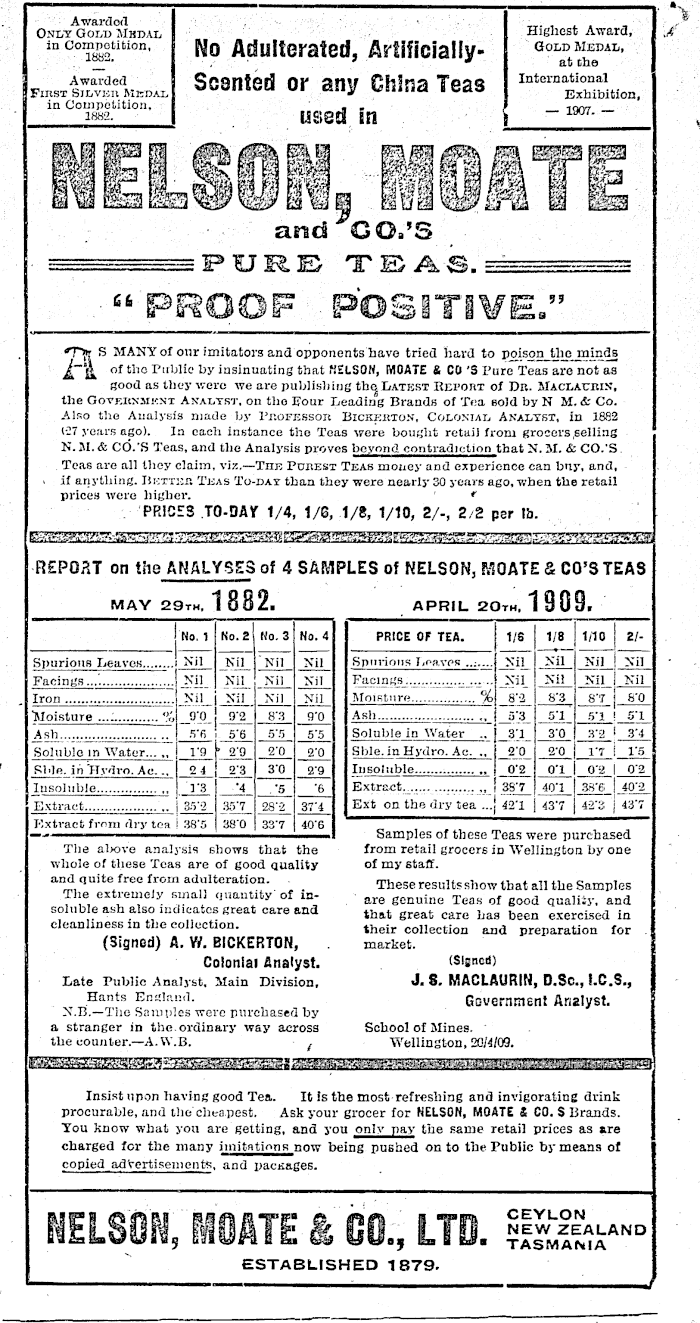 Awarded
ONLY GOLD MEDAL
in Competition,
1882.
—
Awarded
FIRST SILVER MEDAL
in Competition,
1882.
No Adulterated, Artificially-
Scented or any China Teas
used in
Highest Award,
GOLD MEDAL,
at the
International
Exhibition,
— 1907. —
NELSON, MOATE
and CO.'S
PURE TEAS.
"PROOF POSITIVE."
AS MANY of our imitators and opponents have tried hard to poison the minds
of the Public by insinuating that NELSON, MOATE & CO 'S Pure Teas are not as
good as they were we are publishing the LATEST REPORT of DR. MACLAURIN,
the GOVERNMENT ANALYST, on the Four Leading Brands of Tea sold by N M. & Co.
Also the Analysis made by PROFESSOR BICKERTON, COLONIAL ANALYST, in 1882
(27 years ago). In each instance the Teas were bought retail from grocers selling
N. M. & CO.'S Teas, and the Analysis proves beyond contradiction that N. M. & CO.'S
Teas are all they claim, viz.—THE PUREST TEAS money and experience can buy, and,
if anything. BETTER TEAS TO-DAY than they were nearly 30 years ago, when the retail
prices were higher.
PRICES TO-DAY 1/4, 1/6, 1/8, 1/10, 2/-, 2/2 per lb.
REPORT on the ANALYSES of 4 SAMPLES of NELSON, MOATE & CO'S TEAS
MAY 29TH, 1882.
No. 1 No. 2 No. 3 No. 4
Spurious Leaves........ Nil Nil Nil Nil
Facings.................... Nil Nil Nil Nil
Iron ........................ Nil Nil Nil Nil
Moisture .............. % 9'0 9'2 8'3 9'0
Ash........................ ,, 5'6 5'6 5'5 5'5
Soluble in Water... ,, 1'9 2'9 2'0 2'0
Sble. in Hydro. Ac. .. ,, 2 4 2'3 3'0 2'9
Insoluble................ ,, 1'3 '4 '5 '6
Extract.................. ,, 35'2 35'7 28'2 37'4
Extract from dry tea 38'5 38'0 33'7 40'6
The above analysis shows that the
whole of these Teas are of good quality
and quite free from adulteration.
The extremely small quantity of in-
soluble ash also indicates great care and
cleanliness in the collection.
(Signed) A. W. BICKERTON,
Colonial Analyst.
Late Public Analyst, Main Division,
Hants England.
N.B.—The Samples were purchased by
a stranger in the ordinary way across
the counter.—A.W.B.
APRIL 20TH, 1909.
PRICE OF TEA. 1/6 1/8 1/10 2/-
Spurious Leaves ...... Nil Nil Nil Nil
Facings.................... Nil Nil Nil Nil
Moisture................ % 8'2 8'3 8'7 8'0
Ash........................ ,, 5'3 5'1 5'1 5'1
Soluble in Water .. ,, 3'1 3'0 3'2 3'4
Sble. in Hydro. Ac. ,, 2'0 2'0 1'7 1'5
Insoluble................ ,, 0'2 0'1 0'2 0'2
Extract.................. ,, 38'7 40'1 38'6 40'2
Ext on the dry tea ... 42'1 43'7 42'3 43'7
Samples of these Teas were purchased
from retail grocers in Wellington by one
of my staff.
These results show that all the Samples
are genuine Teas of good quality, and
that great care has been exercised in
their collection and preparation for
market.
(Signed)
J. S. MACLAURIN, D.Sc., I.C.S.,
Government Analyst.
School of Mines.
Wellington, 20/4/09.
Insist upon having good Tea. It is the most refreshing and invigorating drink
procurable, and the cheapest. Ask your grocer for NELSON, MOATE & CO. S Brands.
You know what you are getting, and you only pay the same retail prices as are
charged for the many imitations now being pushed on to the Public by means of
copied advertisements, and packages.
NELSON, MOATE & CO., LTD.
CEYLON
NEW ZEALAND
TASMANIA
ESTABLISHED 1879.